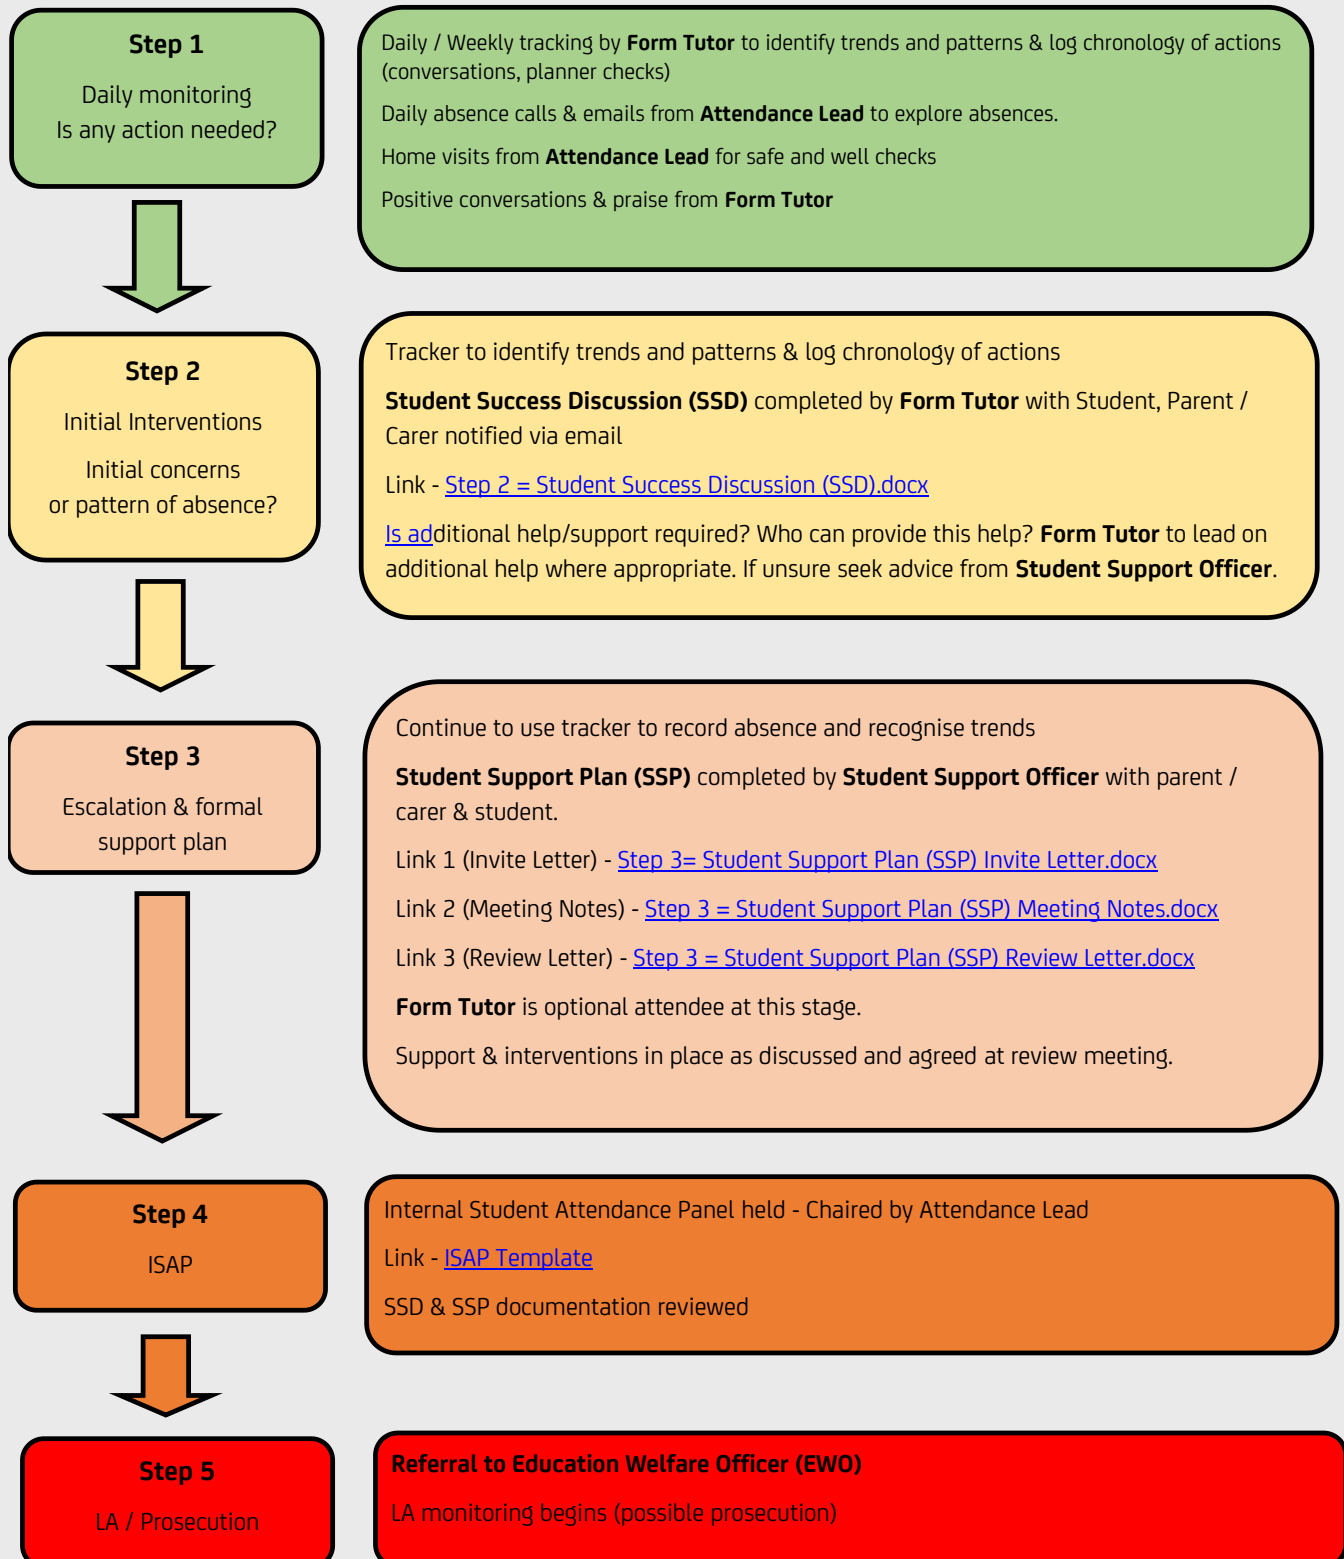 Step 1
Daily monitoring
Is any action needed?
Daily / Weekly tracking by Form Tutor to identify trends and patterns & log chronology of actions
(conversations, planner checks)
Daily absence calls & emails from Attendance Lead to explore absences.
Home visits from Attendance Lead for safe and well checks
Positive conversations & praise from Form Tutor
Step 2
Initial Interventions
Initial concerns
or pattern of absence?
Tracker to identify trends and patterns & log chronology of actions
Student Success Discussion (SSD) completed by Form Tutor with Student, Parent /
Carer notified via email
Link - Step 2 = Student Success Discussion (SSD).docx
Is additional help/support required? Who can provide this help? Form Tutor to lead on
additional help where appropriate. If unsure seek advice from Student Support Officer.
Step 3
Escalation & formal
support plan
Continue to use tracker to record absence and recognise trends
Student Support Plan (SSP) completed by Student Support Officer with parent /
carer & student.
Link 1 (Invite Letter) - Step 3= Student Support Plan (SSP) Invite Letter.docx
Link 2 (Meeting Notes) - Step 3 = Student Support Plan (SSP) Meeting Notes.docx
Link 3 (Review Letter) - Step 3 = Student Support Plan (SSP) Review Letter.docx
Form Tutor is optional attendee at this stage.
Support & interventions in place as discussed and agreed at review meeting.
Step 4
ISAP
Internal Student Attendance Panel held - Chaired by Attendance Lead
Link - ISAP Template
SSD & SSP documentation reviewed
Step 5
LA / Prosecution
Referral to Education Welfare Officer (EWO)
LA monitoring begins (possible prosecution)